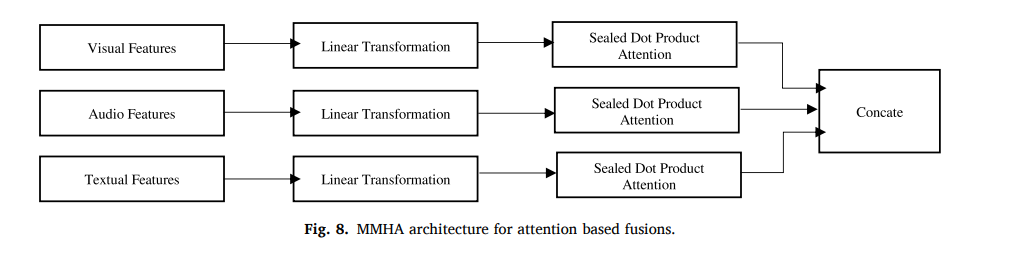 Visual Features
Linear Transformation
Sealed Dot Product
Attention
Audio Features
Linear Transformation
Sealed Dot Product
Attention
Concate
Textual Features
Linear Transformation
Sealed Dot Product
Attention
Fig. 8. MMHA architecture for attention based fusions.